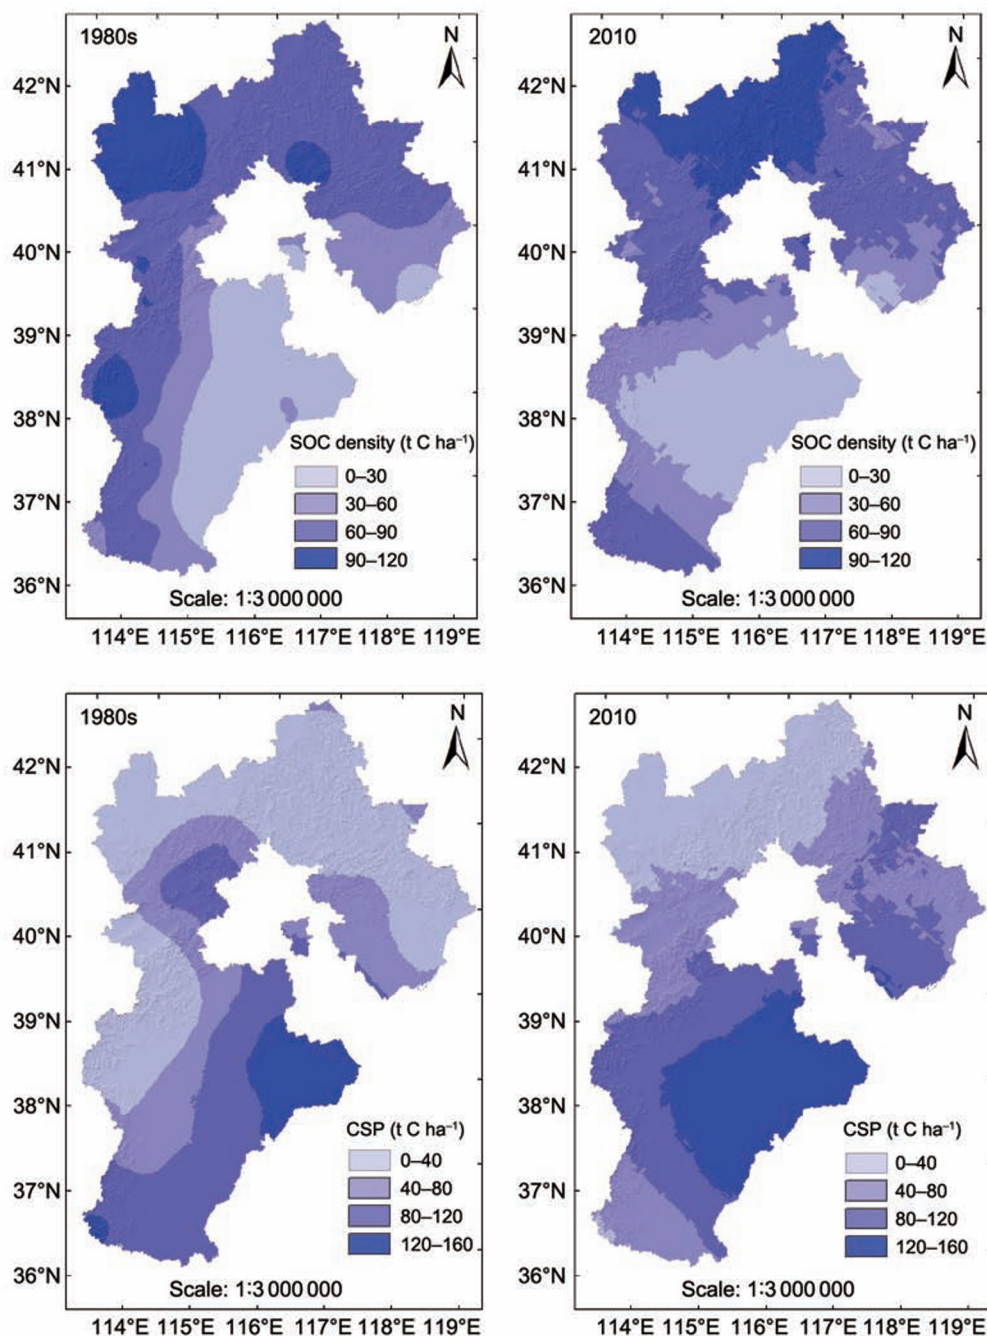 1980s
N
42°N
41°N
40°N
39°N
38°N
37°N
36°N
SOC density (t C ha⁻¹)
0–30
30–60
60–90
90–120
Scale: 1:3 000 000
114°E 115°E 116°E 117°E 118°E 119°E
2010
N
42°N
41°N
40°N
39°N
38°N
37°N
36°N
SOC density (t C ha⁻¹)
0–30
30–60
60–90
90–120
Scale: 1:3 000 000
114°E 115°E 116°E 117°E 118°E 119°E
1980s
N
42°N
41°N
40°N
39°N
38°N
37°N
36°N
CSP (t C ha⁻¹)
0–40
40–80
80–120
120–160
Scale: 1:3 000 000
114°E 115°E 116°E 117°E 118°E 119°E
2010
N
42°N
41°N
40°N
39°N
38°N
37°N
36°N
CSP (t C ha⁻¹)
0–40
40–80
80–120
120–160
Scale: 1:3 000 000
114°E 115°E 116°E 117°E 118°E 119°E